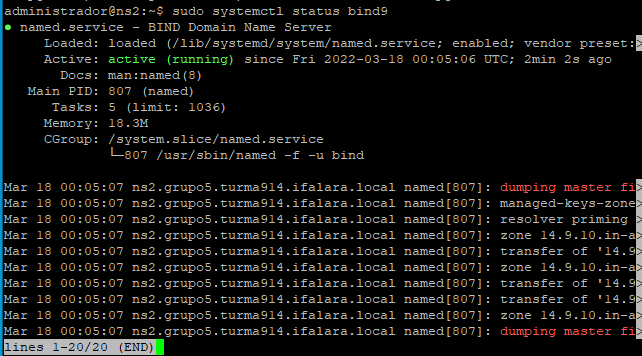 administrador@ns2:~$ sudo systemctl status bind9
● named.service - BIND Domain Name Server
Loaded: loaded (/lib/systemd/system/named.service; enabled; vendor preset:>
Active: active (running) since Fri 2022-03-18 00:05:06 UTC; 2min 2s ago
Docs: man:named(8)
Main PID: 807 (named)
Tasks: 5 (limit: 1036)
Memory: 18.3M
CGroup: /system.slice/named.service
└─807 /usr/sbin/named -f -u bind
Mar 18 00:05:07 ns2.grupo5.turma914.ifalara.local named[807]: dumping master fi>
Mar 18 00:05:07 ns2.grupo5.turma914.ifalara.local named[807]: managed-keys-zone>
Mar 18 00:05:07 ns2.grupo5.turma914.ifalara.local named[807]: resolver priming >
Mar 18 00:05:07 ns2.grupo5.turma914.ifalara.local named[807]: zone 14.9.10.in-a>
Mar 18 00:05:07 ns2.grupo5.turma914.ifalara.local named[807]: transfer of '14.9>
Mar 18 00:05:07 ns2.grupo5.turma914.ifalara.local named[807]: zone 14.9.10.in-a>
Mar 18 00:05:07 ns2.grupo5.turma914.ifalara.local named[807]: transfer of '14.9>
Mar 18 00:05:07 ns2.grupo5.turma914.ifalara.local named[807]: transfer of '14.9>
Mar 18 00:05:07 ns2.grupo5.turma914.ifalara.local named[807]: zone 14.9.10.in-a>
Mar 18 00:05:07 ns2.grupo5.turma914.ifalara.local named[807]: dumping master fi>
lines 1-20/20 (END)